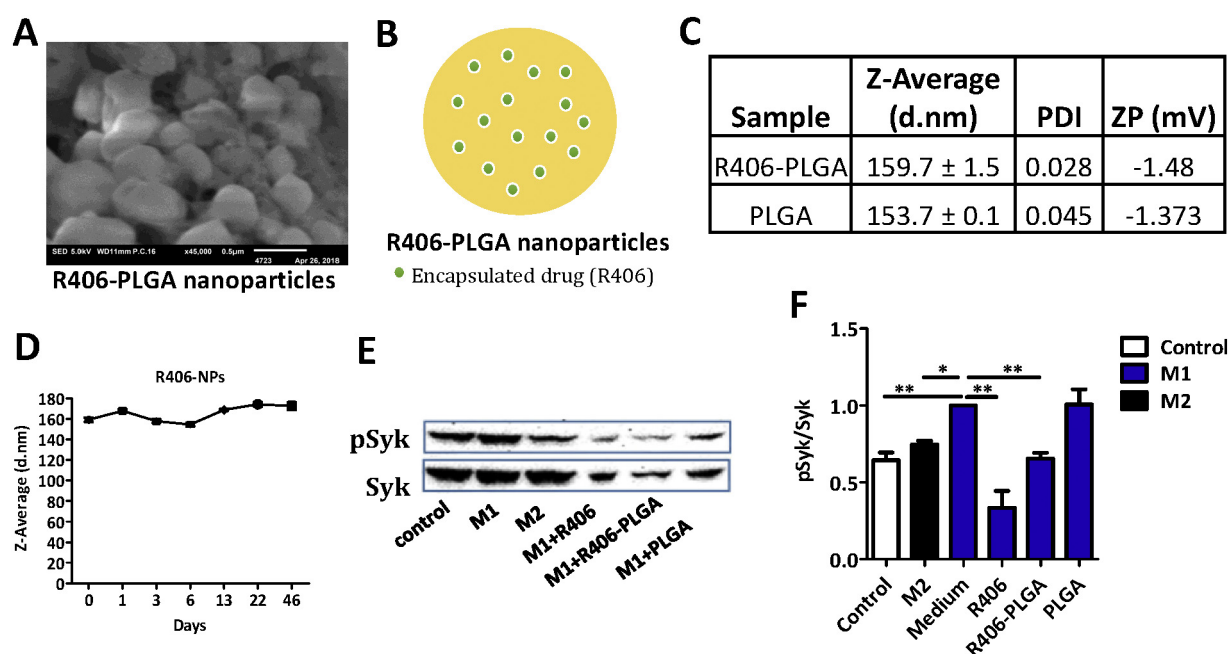 A
SED 5.0kV WD11mm P.C.16 x45,000 0.5µm
4723 Apr 26, 2018
R406-PLGA nanoparticles
B
R406-PLGA nanoparticles
Encapsulated drug (R406)
C
Sample Z-Average (d.nm) PDI ZP (mV)
R406-PLGA 159.7 ± 1.5 0.028 -1.48
PLGA 153.7 ± 0.1 0.045 -1.373
D
R406-NPs
Z-Average (d.nm)
180
160
140
120
100
80
60
40
20
0
0 1 3 6 13 22 46
Days
E
pSyk
Syk
control M1 M2 M1+R406 M1+R406-PLGA M1+PLGA
F
pSyk/Syk
1.5
1.0
0.5
0.0
** * ** **
Control M2 Medium R406 R406-PLGA PLGA
Control
M1
M2